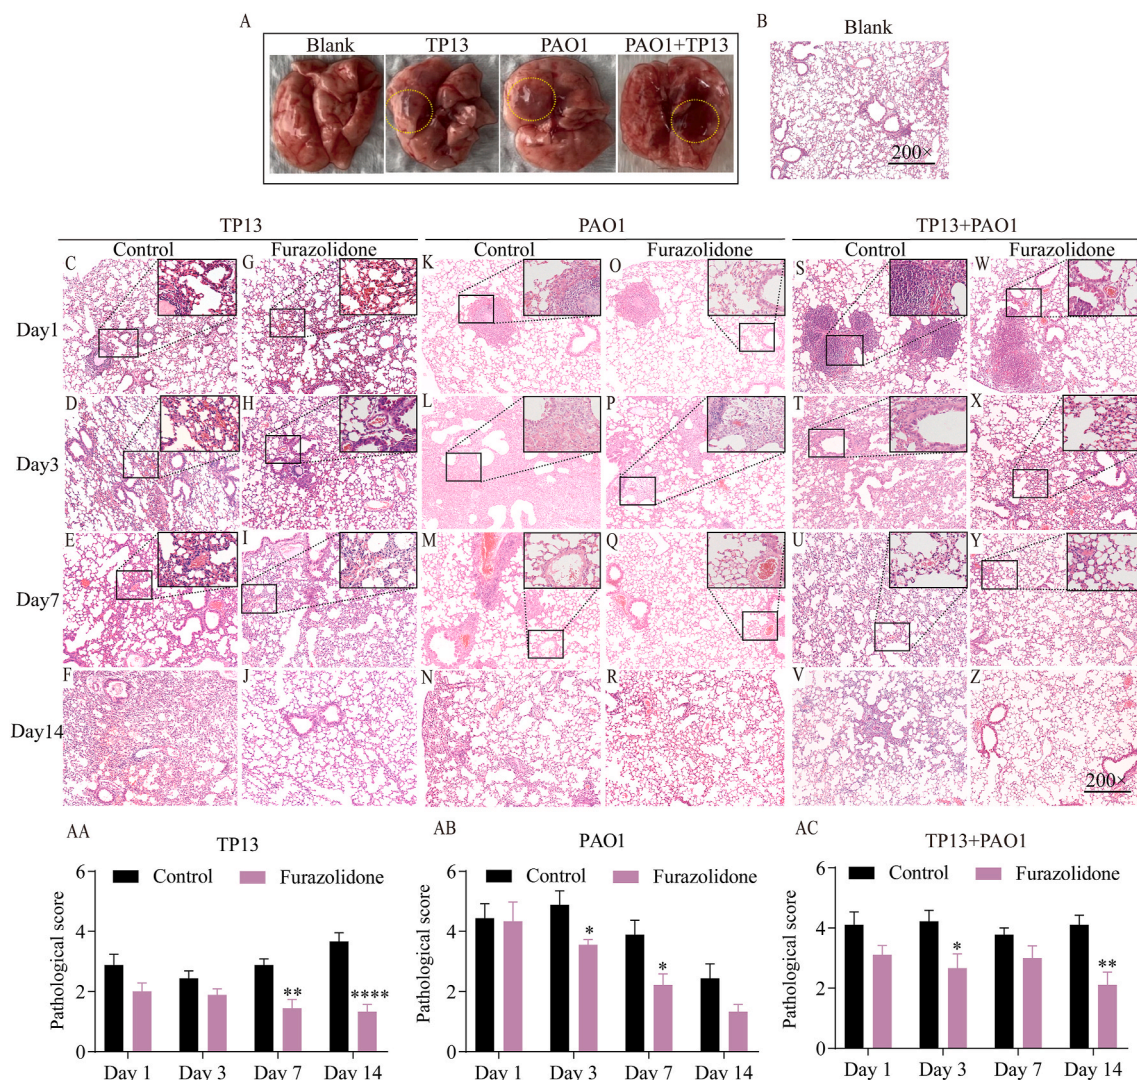 A
Blank
TP13
PAO1
PAO1+TP13
B
Blank
200×
TP13
PAO1
TP13+PAO1
Control
Furazolidone
Control
Furazolidone
Control
Furazolidone
Day1
C
G
K
O
S
W
Day3
D
H
L
P
T
X
Day7
E
I
M
Q
U
Y
Day14
F
J
N
R
V
Z
200×
AA
TP13
Control
Furazolidone
Pathological score
6
4
2
0
**
****
Day 1
Day 3
Day 7
Day 14
AB
PAO1
Control
Furazolidone
Pathological score
6
4
2
0
*
*
Day 1
Day 3
Day 7
Day 14
AC
TP13+PAO1
Control
Furazolidone
Pathological score
6
4
2
0
*
**
Day 1
Day 3
Day 7
Day 14